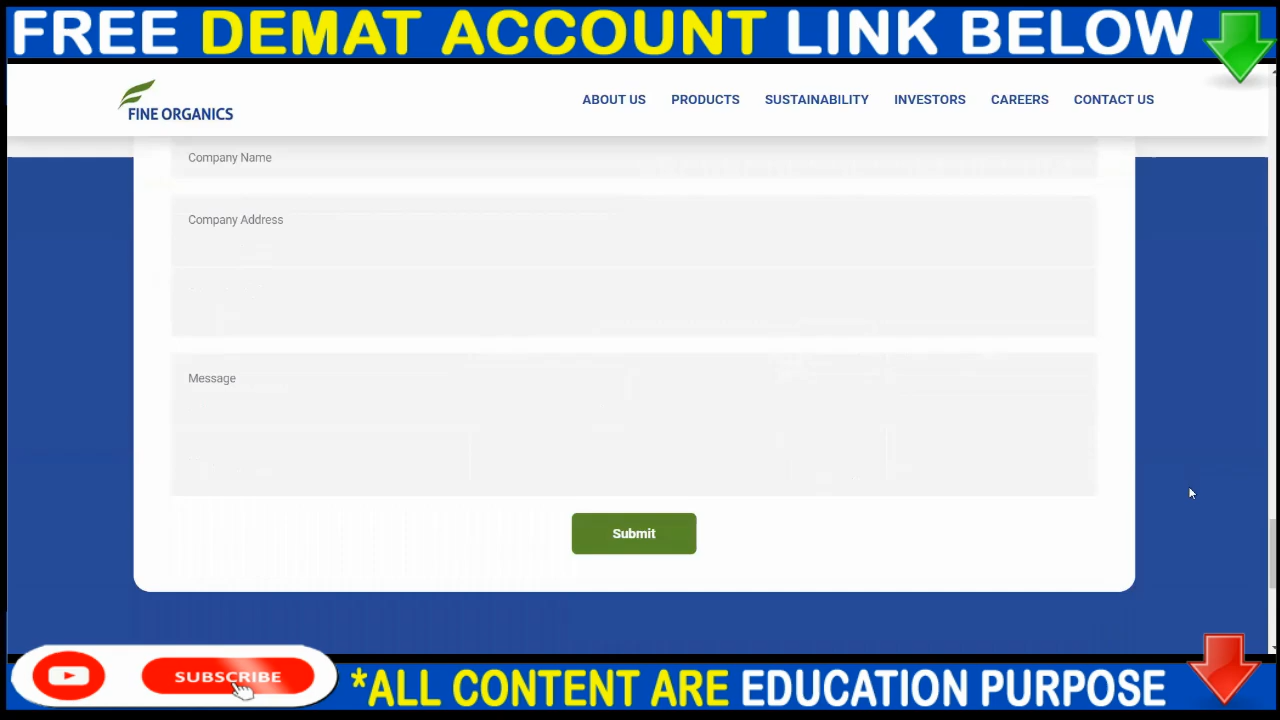 FREE DEMAT ACCOUNT LINK BELOW
FINE ORGANICS
ABOUT US PRODUCTS SUSTAINABILITY INVESTORS CAREERS CONTACT US
Company Name
Company Address
Message
Submit
SUBSCRIBE
*ALL CONTENT ARE EDUCATION PURPOSE